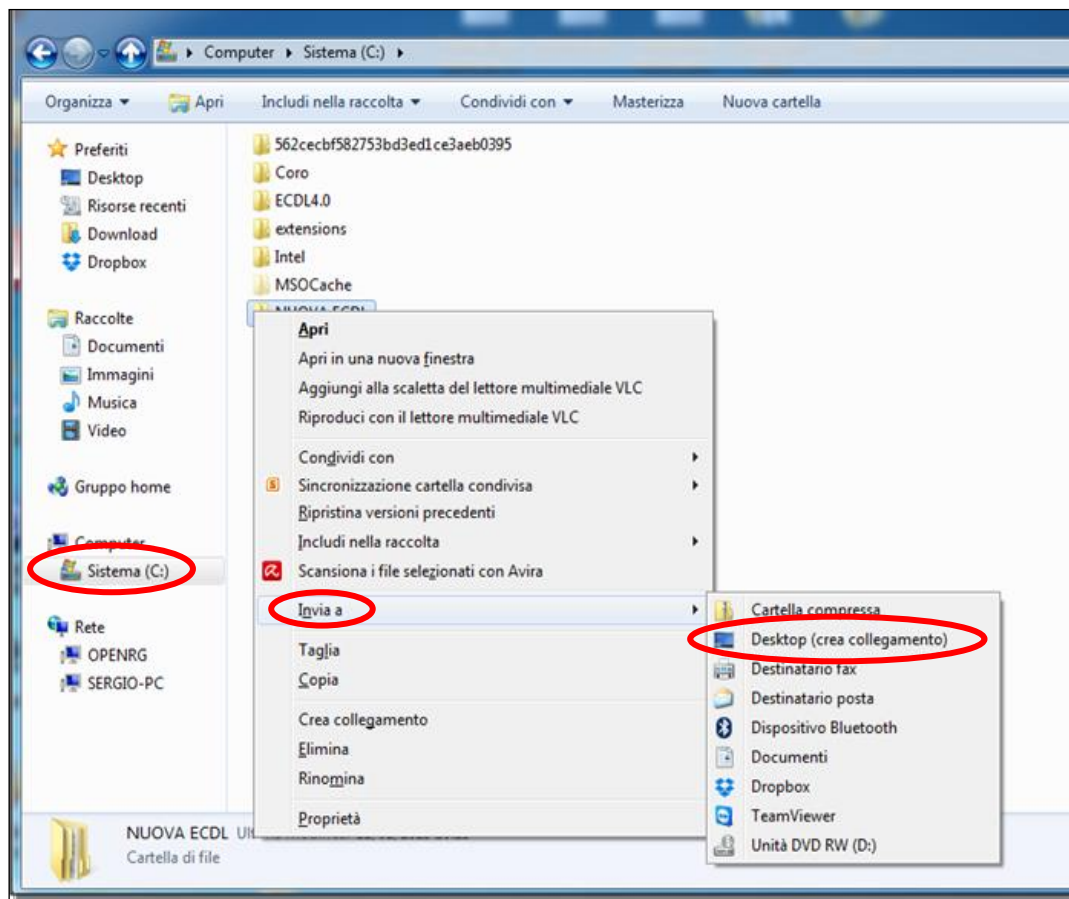 Computer ▸ Sistema (C:) ▸
Organizza Apri Includi nella raccolta Condividi con Masterizza Nuova cartella
Preferiti
Desktop
Risorse recenti
Download
Dropbox
Raccolte
Documenti
Immagini
Musica
Video
Gruppo home
Computer
Sistema (C:)
Rete
OPENRG
SERGIO-PC
562cecbf582753bd3ed1ce3aeb0395
Coro
ECDL4.0
extensions
Intel
MSOCache
NUOVA ECDL
Apri
Apri in una nuova finestra
Aggiungi alla scaletta del lettore multimediale VLC
Riproduci con il lettore multimediale VLC
Condividi con
Sincronizzazione cartella condivisa
Ripristina versioni precedenti
Includi nella raccolta
Scansiona i file selezionati con Avira
Invia a
Taglia
Copia
Crea collegamento
Elimina
Rinomina
Proprietà
Cartella compressa
Desktop (crea collegamento)
Destinatario fax
Destinatario posta
Dispositivo Bluetooth
Documenti
Dropbox
TeamViewer
Unità DVD RW (D:)
NUOVA ECDL
Cartella di file